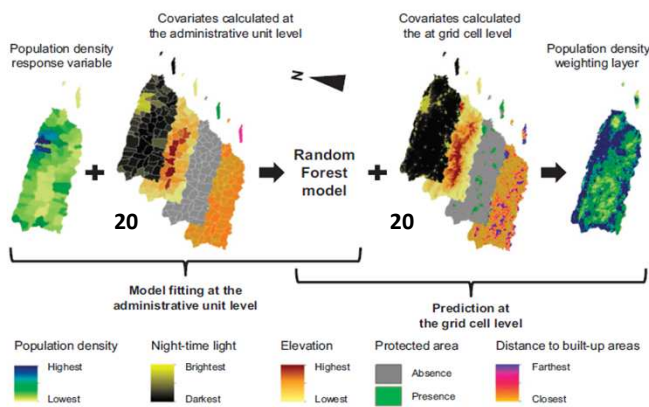 Covariates calculated at
the administrative unit level
Covariates calculated
the at grid cell level
Population density
response variable
Population density
weighting layer
N
Random
Forest
model
20
20
Model fitting at the
administrative unit level
Prediction at
the grid cell level
Population density
Highest
Lowest
Night-time light
Brightest
Darkest
Elevation
Highest
Lowest
Protected area
Absence
Presence
Distance to built-up areas
Farthest
Closest